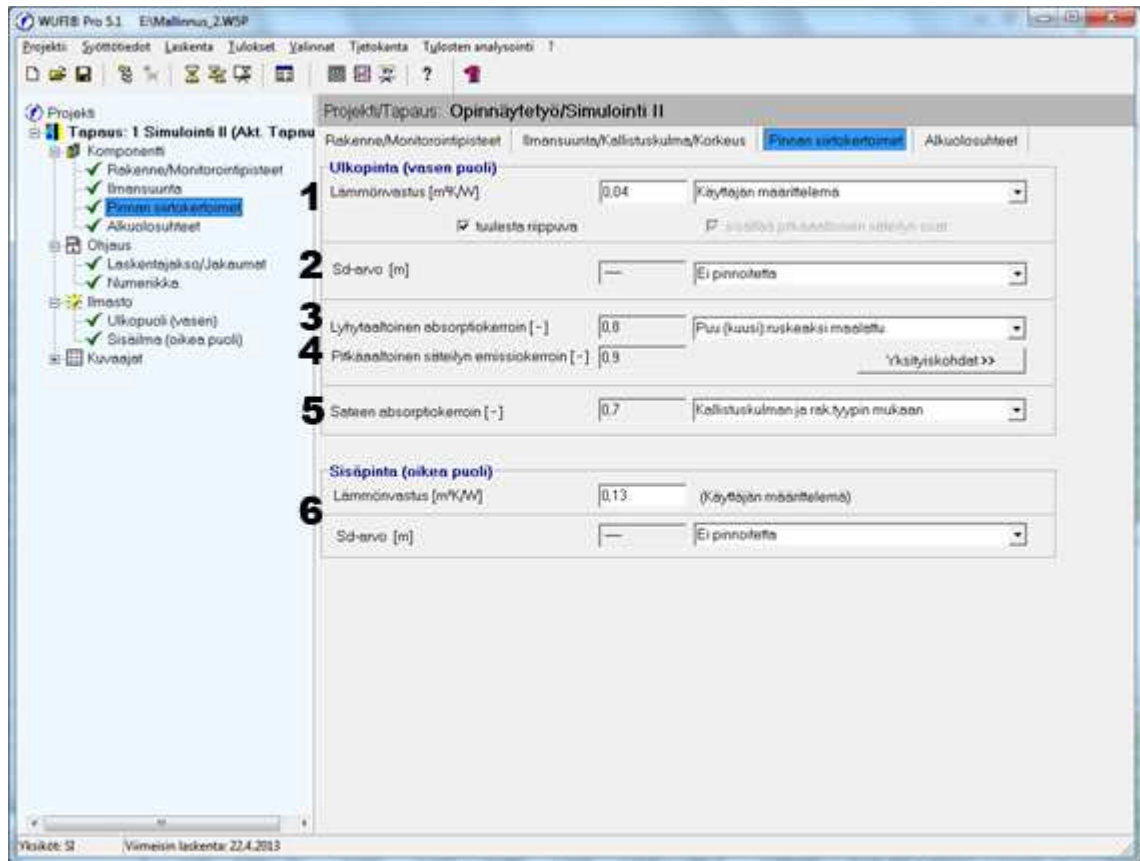 WUFI® Pro 5.1 E:\Mallinnus_2.WSP
Projekti Syöttötiedot Laskenta Tulokset Valinnat Tietokanta Tulosten analysointi ?
Projekti
Tapaus: 1 Simulointi II (Akt. Tapau
Komponentti
Rakenne/Monitorointipisteet
Ilmansuunta
Pinnan siirtokertoimet
Alkuolosuhteet
Ohjaus
Laskentajakso/Jakaumat
Numeriikka
Ilmasto
Ulkopuoli (vasen)
Sisäilma (oikea puoli)
Kuvaajat
Projekti/Tapaus: Opinnäytetyö/Simulointi II
Rakenne/Monitorointipisteet Ilmansuunta/Kallistuskulma/Korkeus Pinnan siirtokertoimet Alkuolosuhteet
Ulkopinta (vasen puoli)
1 Lämmönvastus [m²K/W] 0,04 Käyttäjän määrittelemä
tuulesta riippuva sisältää pitkäaaltoisen säteilyn osat
2 Sd-arvo [m] ---- Ei pinnoitetta
3 Lyhytaaltoinen absorptiokerroin [-] 0,8 Puu (kuusi):ruskeaksi maalattu
4 Pitkäaaltoinen säteilyn emissiokerroin [-] 0,9 Yksityiskohdat >>
5 Sateen absorptiokerroin [-] 0,7 Kallistuskulman ja rak.tyypin mukaan
Sisäpinta (oikea puoli)
6 Lämmönvastus [m²K/W] 0,13 (Käyttäjän määrittelemä)
Sd-arvo [m] ---- Ei pinnoitetta
Yksiköt: SI Viimeisin laskenta: 22.4.2013